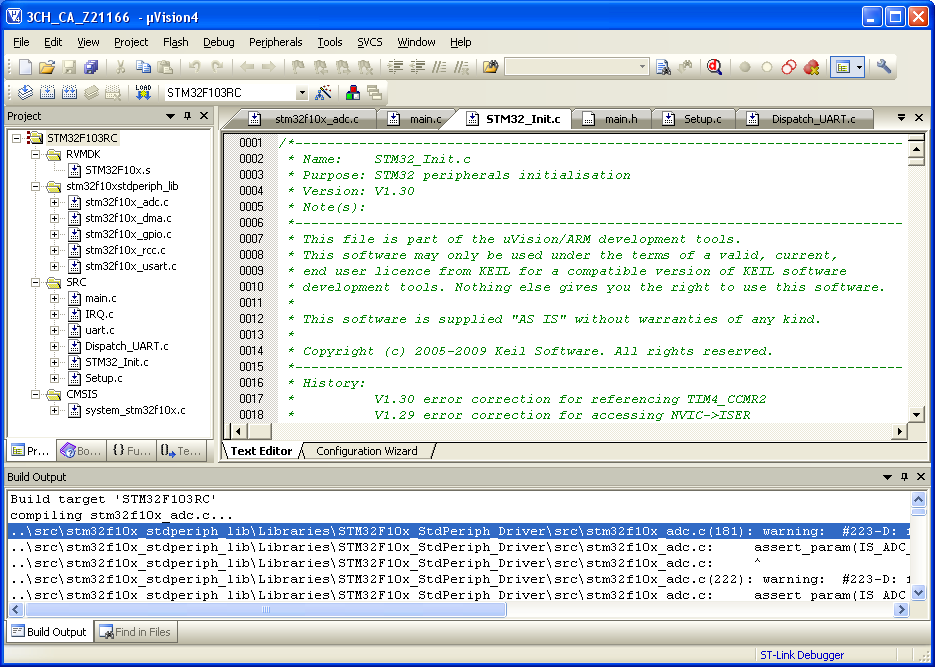 3CH_CA_Z21166 - µVision4
File Edit View Project Flash Debug Peripherals Tools SVCS Window Help
LOAD STM32F103RC
Project
stm32f10x_adc.c main.c STM32_Init.c main.h Setup.c Dispatch_UART.c
STM32F103RC
RVMDK
STM32F10x.s
stm32f10xstdperiph_lib
stm32f10x_adc.c
stm32f10x_dma.c
stm32f10x_gpio.c
stm32f10x_rcc.c
stm32f10x_usart.c
SRC
main.c
IRQ.c
uart.c
Dispatch_UART.c
STM32_Init.c
Setup.c
CMSIS
system_stm32f10x.c
Pr... Bo... {} Fu... Te...
0001 /*---------------------------------------------------------------------------
0002 * Name:    STM32_Init.c
0003 * Purpose: STM32 peripherals initialisation
0004 * Version: V1.30
0005 * Note(s):
0006 *---------------------------------------------------------------------------
0007 * This file is part of the uVision/ARM development tools.
0008 * This software may only be used under the terms of a valid, current,
0009 * end user licence from KEIL for a compatible version of KEIL software
0010 * development tools. Nothing else gives you the right to use this software.
0011 *
0012 * This software is supplied "AS IS" without warranties of any kind.
0013 *
0014 * Copyright (c) 2005-2009 Keil Software. All rights reserved.
0015 *---------------------------------------------------------------------------
0016 * History:
0017 *          V1.30 error correction for referencing TIM4_CCMR2
0018 *          V1.29 error correction for accessing NVIC->ISER
Text Editor Configuration Wizard
Build Output
Build target 'STM32F103RC'
compiling stm32f10x_adc.c...
..\src\stm32f10x_stdperiph_lib\Libraries\STM32F10x_StdPeriph_Driver\src\stm32f10x_adc.c(181): warning:  #223-D:
..\src\stm32f10x_stdperiph_lib\Libraries\STM32F10x_StdPeriph_Driver\src\stm32f10x_adc.c:     assert_param(IS_ADC_
..\src\stm32f10x_stdperiph_lib\Libraries\STM32F10x_StdPeriph_Driver\src\stm32f10x_adc.c:     ^
..\src\stm32f10x_stdperiph_lib\Libraries\STM32F10x_StdPeriph_Driver\src\stm32f10x_adc.c(222): warning:  #223-D:
..\src\stm32f10x_stdperiph_lib\Libraries\STM32F10x_StdPeriph_Driver\src\stm32f10x_adc.c:     assert_param(IS_ADC
Build Output Find in Files
ST-Link Debugger